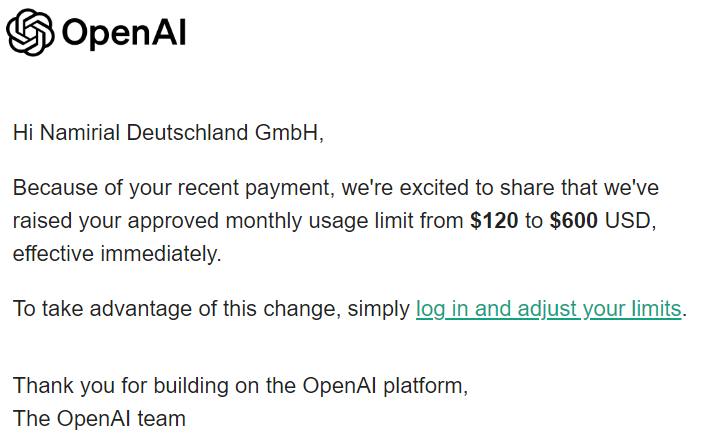 OpenAI
Hi Namirial Deutschland GmbH,
Because of your recent payment, we're excited to share that we've
raised your approved monthly usage limit from $120 to $600 USD,
effective immediately.
To take advantage of this change, simply log in and adjust your limits.
Thank you for building on the OpenAI platform,
The OpenAI team